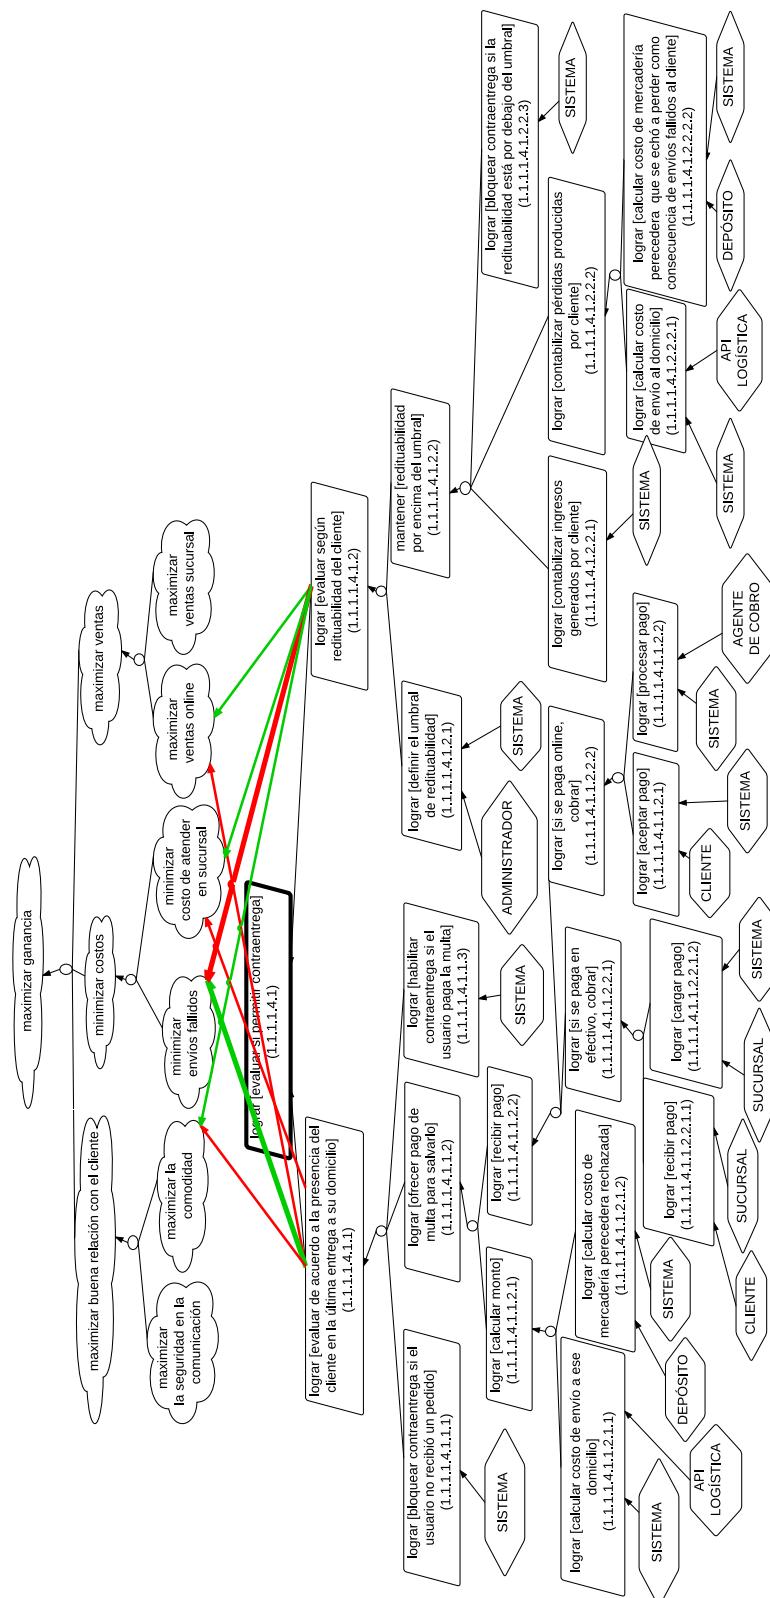 maximizar ganancia
maximizar buena relación con el cliente
minimizar costos
maximizar ventas
maximizar
la seguridad en la
comunicación
maximizar la
comodidad
minimizar
envíos fallidos
minimizar
costo de atender
en sucursal
maximizar
ventas online
maximizar
ventas sucursal
lograr [evaluar si permitir contraentrega]
(1.1.1.1.4.1)
lograr [evaluar de acuerdo a la presencia del
cliente en la última entrega a su domicilio]
(1.1.1.1.4.1.1)
lograr [evaluar según
redituabilidad del cliente]
(1.1.1.1.4.1.2)
lograr [bloquear contraentrega si el
usuario no recibió un pedido]
(1.1.1.1.4.1.1.1)
SISTEMA
lograr [ofrecer pago de
multa para salvarlo]
(1.1.1.1.4.1.1.2)
lograr [habilitar
contraentrega si el
usuario paga la multa]
(1.1.1.1.4.1.1.3)
SISTEMA
lograr [definir el umbral
de redituabilidad]
(1.1.1.1.4.1.2.1)
ADMINISTRADOR
SISTEMA
mantener [redituabilidad
por encima del umbral]
(1.1.1.1.4.1.2.2)
lograr [calcular monto]
(1.1.1.1.4.1.1.2.1)
lograr [recibir pago]
(1.1.1.1.4.1.1.2.2)
lograr [bloquear contraentrega si la
redituabilidad está por debajo del umbral]
(1.1.1.1.4.1.2.2.3)
SISTEMA
lograr [calcular costo de envío a ese
domicilio]
(1.1.1.1.4.1.1.2.1.1)
SISTEMA
API
LOGÍSTICA
lograr [calcular costo de
mercadería perecedera rechazada]
(1.1.1.1.4.1.1.2.1.2)
DEPÓSITO
SISTEMA
lograr [si se paga en
efectivo, cobrar]
(1.1.1.1.4.1.1.2.2.1)
lograr [si se paga online,
cobrar]
(1.1.1.1.4.1.1.2.2.2)
lograr [contabilizar ingresos
generados por cliente]
(1.1.1.1.4.1.2.2.1)
SISTEMA
lograr [contabilizar pérdidas producidas
por cliente]
(1.1.1.1.4.1.2.2.2)
lograr [recibir pago]
(1.1.1.1.4.1.1.2.2.1.1)
CLIENTE
SUCURSAL
lograr [cargar pago]
(1.1.1.1.4.1.1.2.2.1.2)
SUCURSAL
SISTEMA
lograr [aceptar pago]
(1.1.1.1.4.1.1.2.1)
CLIENTE
SISTEMA
lograr [procesar pago]
(1.1.1.1.4.1.1.2.2)
SISTEMA
AGENTE
DE COBRO
lograr [calcular costo
de envío al domicilio]
(1.1.1.1.4.1.2.2.2.1)
SISTEMA
API
LOGÍSTICA
lograr [calcular costo de mercadería
perecedera que se echó a perder como
consecuencia de envíos fallidos al cliente]
(1.1.1.1.4.1.2.2.2.2)
DEPÓSITO
SISTEMA